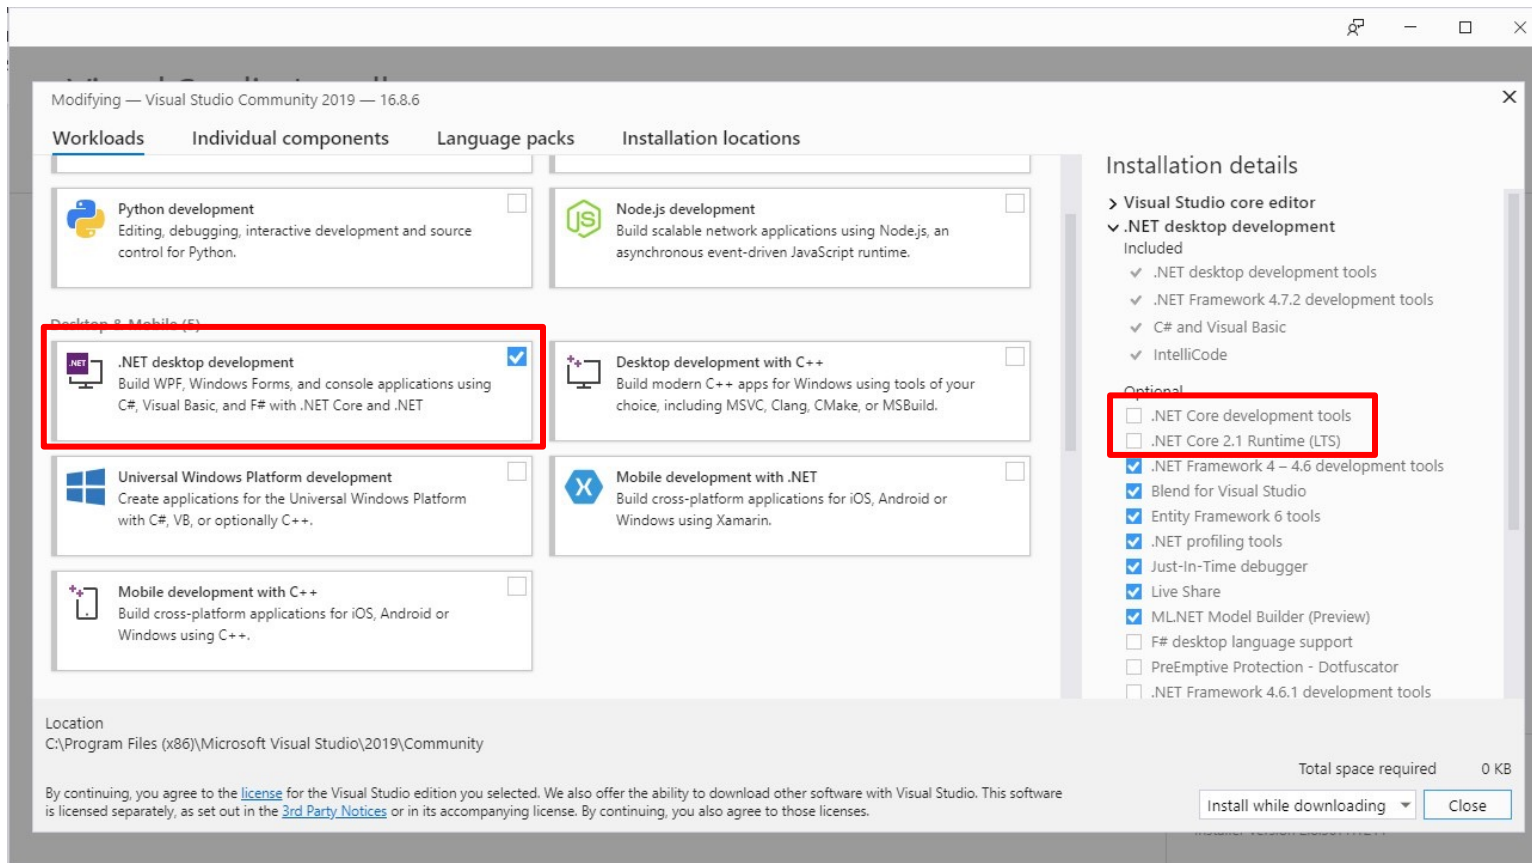 Modifying — Visual Studio Community 2019 — 16.8.6
Workloads
Individual components
Language packs
Installation locations
Python development
Editing, debugging, interactive development and source
control for Python.
Node.js development
Build scalable network applications using Node.js, an
asynchronous event-driven JavaScript runtime.
Desktop & Mobile (5)
.NET
.NET desktop development
Build WPF, Windows Forms, and console applications using
C#, Visual Basic, and F# with .NET Core and .NET
Desktop development with C++
Build modern C++ apps for Windows using tools of your
choice, including MSVC, Clang, CMake, or MSBuild.
Universal Windows Platform development
Create applications for the Universal Windows Platform
with C#, VB, or optionally C++.
Mobile development with .NET
Build cross-platform applications for iOS, Android or
Windows using Xamarin.
Mobile development with C++
Build cross-platform applications for iOS, Android or
Windows using C++.
Installation details
Visual Studio core editor
.NET desktop development
Included
.NET desktop development tools
.NET Framework 4.7.2 development tools
C# and Visual Basic
IntelliCode
Optional
.NET Core development tools
.NET Core 2.1 Runtime (LTS)
.NET Framework 4 – 4.6 development tools
Blend for Visual Studio
Entity Framework 6 tools
.NET profiling tools
Just-In-Time debugger
Live Share
ML.NET Model Builder (Preview)
F# desktop language support
PreEmptive Protection - Dotfuscator
.NET Framework 4.6.1 development tools
Location
C:\Program Files (x86)\Microsoft Visual Studio\2019\Community
By continuing, you agree to the license for the Visual Studio edition you selected. We also offer the ability to download other software with Visual Studio. This software
is licensed separately, as set out in the 3rd Party Notices or in its accompanying license. By continuing, you also agree to those licenses.
Total space required 0 KB
Install while downloading
Close